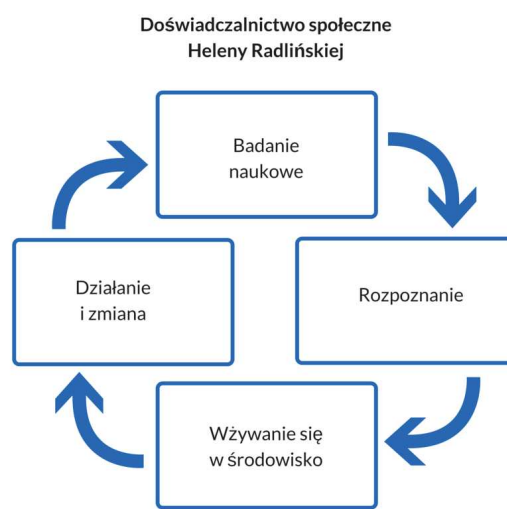 Doświadczalnictwo społeczne
Heleny Radlińskiej
Badanie
naukowe
Rozpoznanie
Wżywanie się
w środowisko
Działanie
i zmiana